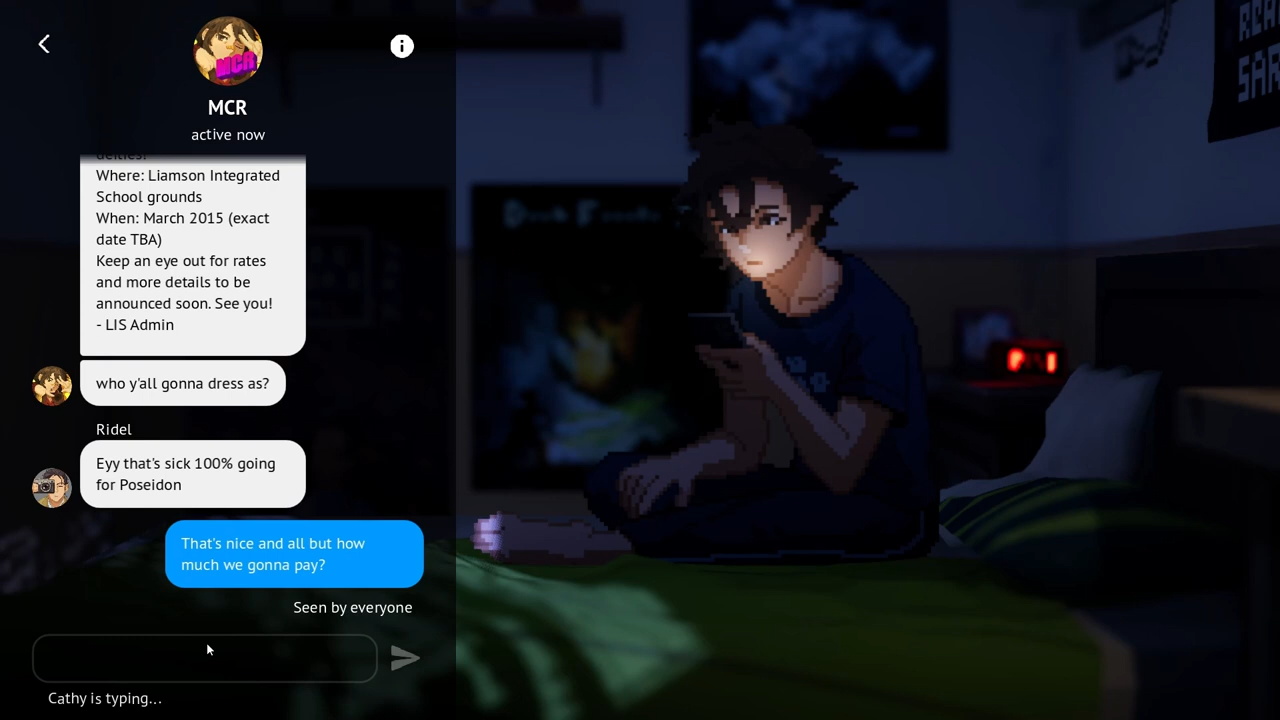 MCR
MCR
active now
Where: Liamson Integrated
School grounds
When: March 2015 (exact
date TBA)
Keep an eye out for rates
and more details to be
announced soon. See you!
- LIS Admin
who y'all gonna dress as?
Ridel
Eyy that's sick 100% going
for Poseidon
That's nice and all but how
much we gonna pay?
Seen by everyone
Cathy is typing...